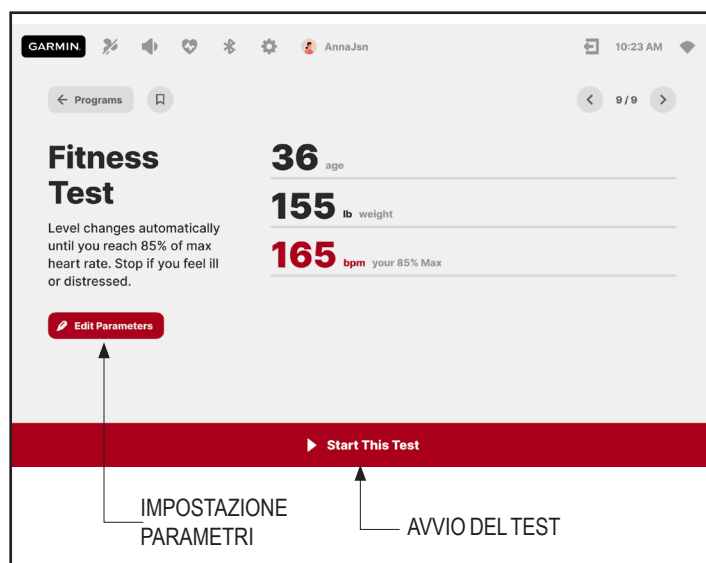 GARMIN.
AnnaJsn
10:23 AM
Programs
9/9
Fitness
Test
Level changes automatically
until you reach 85% of max
heart rate. Stop if you feel ill
or distressed.
Edit Parameters
36 age
155 lb weight
165 bpm your 85% Max
Start This Test
IMPOSTAZIONE
PARAMETRI
AVVIO DEL TEST